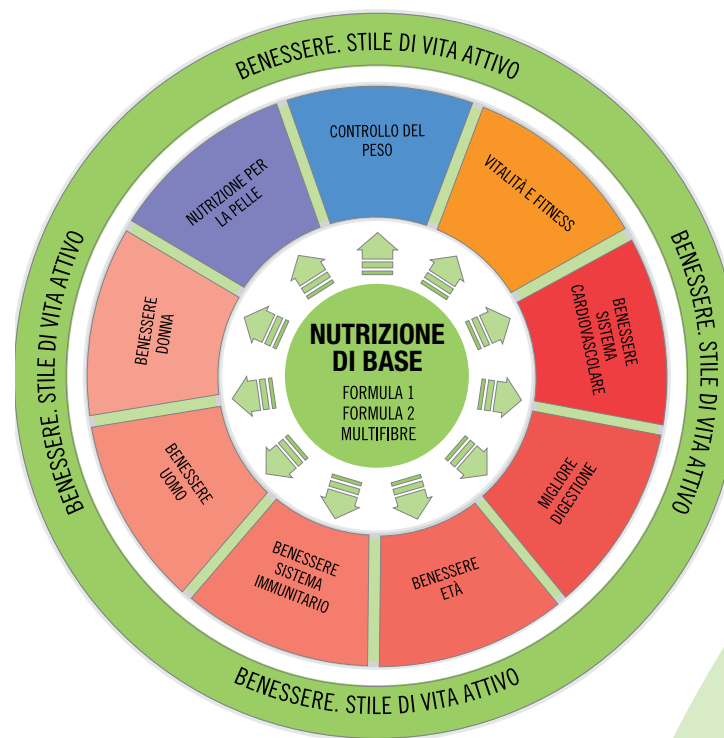 BENESSERE. STILE DI VITA ATTIVO
CONTROLLO DEL
PESO
VITALITÀ E FITNESS
BENESSERE
SISTEMA
CARDIOVASCOLARE
MIGLIORE
DIGESTIONE
BENESSERE
ETÀ
BENESSERE
SISTEMA
IMMUNITARIO
BENESSERE
UOMO
BENESSERE
DONNA
NUTRIZIONE PER
LA PELLE
NUTRIZIONE
DI BASE
FORMULA 1
FORMULA 2
MULTIFIBRE
BENESSERE. STILE DI VITA ATTIVO
BENESSERE. STILE DI VITA ATTIVO
BENESSERE. STILE DI VITA ATTIVO